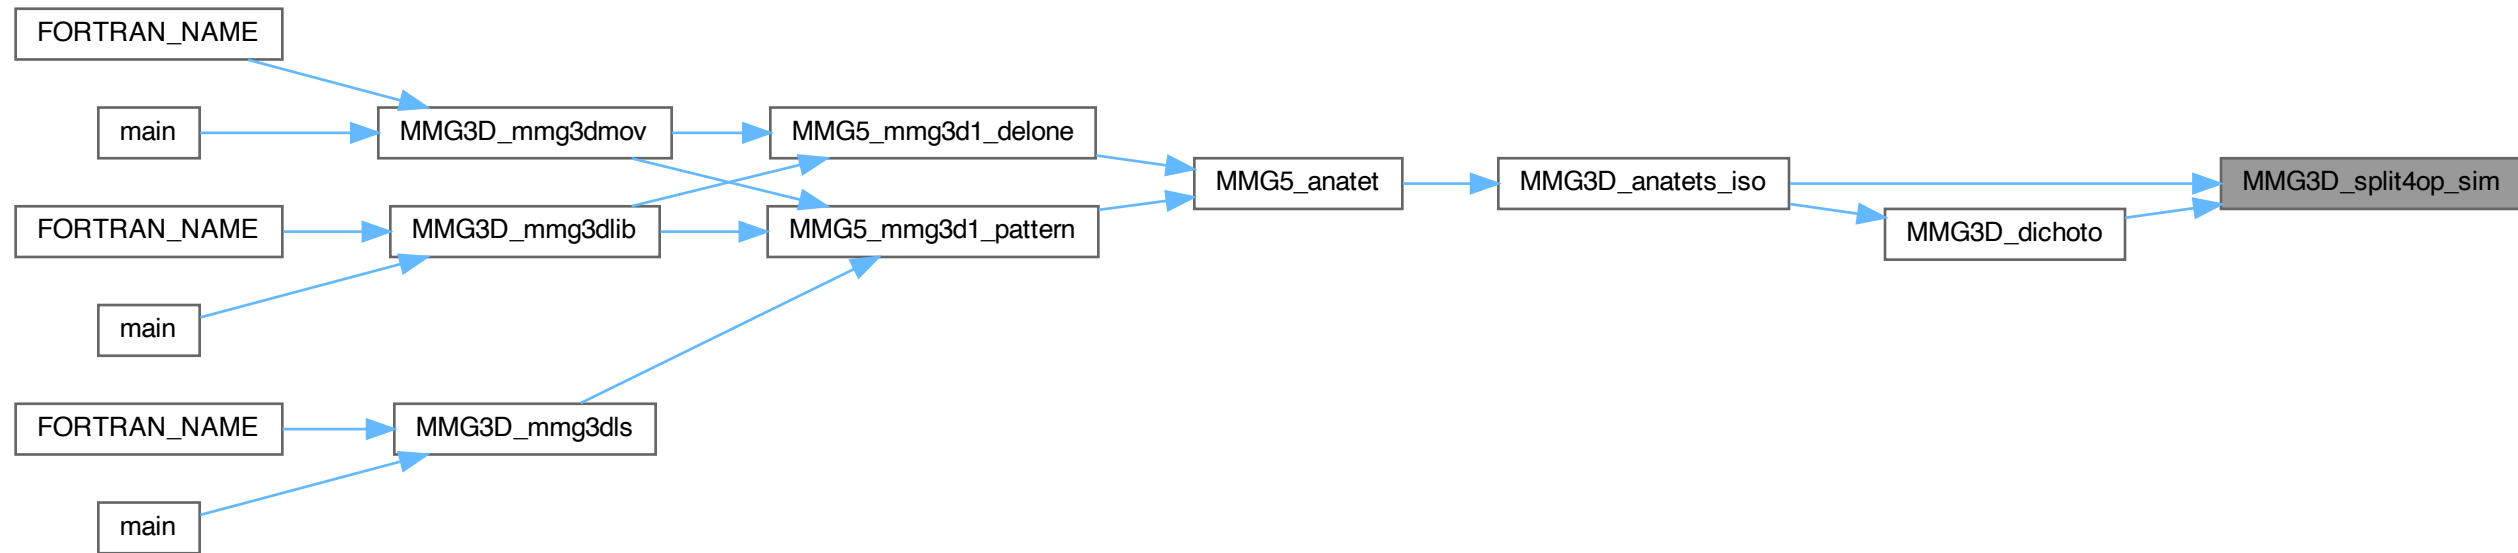 FORTRAN_NAME
main
MMG3D_mmg3dmov
MMG5_mmg3d1_delone
MMG5_anatet
MMG3D_anatets_iso
MMG3D_split4op_sim
FORTRAN_NAME
MMG3D_mmg3dlib
MMG5_mmg3d1_pattern
MMG3D_dichoto
main
FORTRAN_NAME
MMG3D_mmg3dls
main